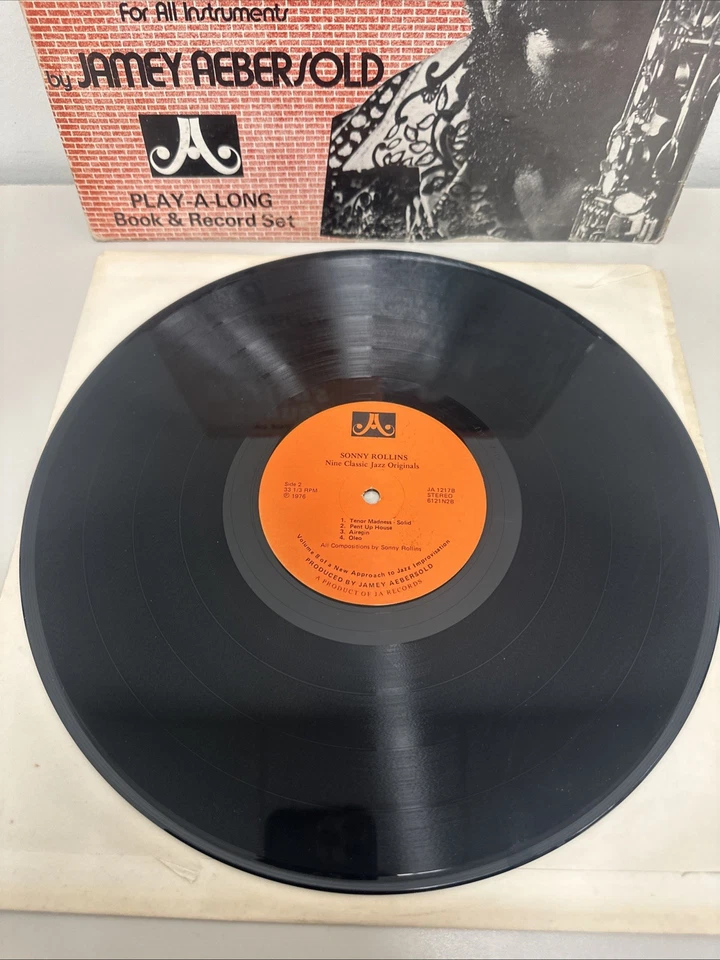 For All Instruments
by JAMEY AEBERSOLD
PLAY-A-LONG
Book & Record Set
SONNY ROLLINS
Nine Classic Jazz Originals
Side 2
33 1/3 RPM
℗ 1976
JA 1217B
STEREO
8121N28
1. Tenor Madness - Solid
2. Pent Up House
3. Airegin
4. Oleo
All Compositions by Sonny Rollins
Volume 8 of a New Approach to Jazz Improvisation
PRODUCED BY JAMEY AEBERSOLD
A PRODUCT OF JA RECORDS